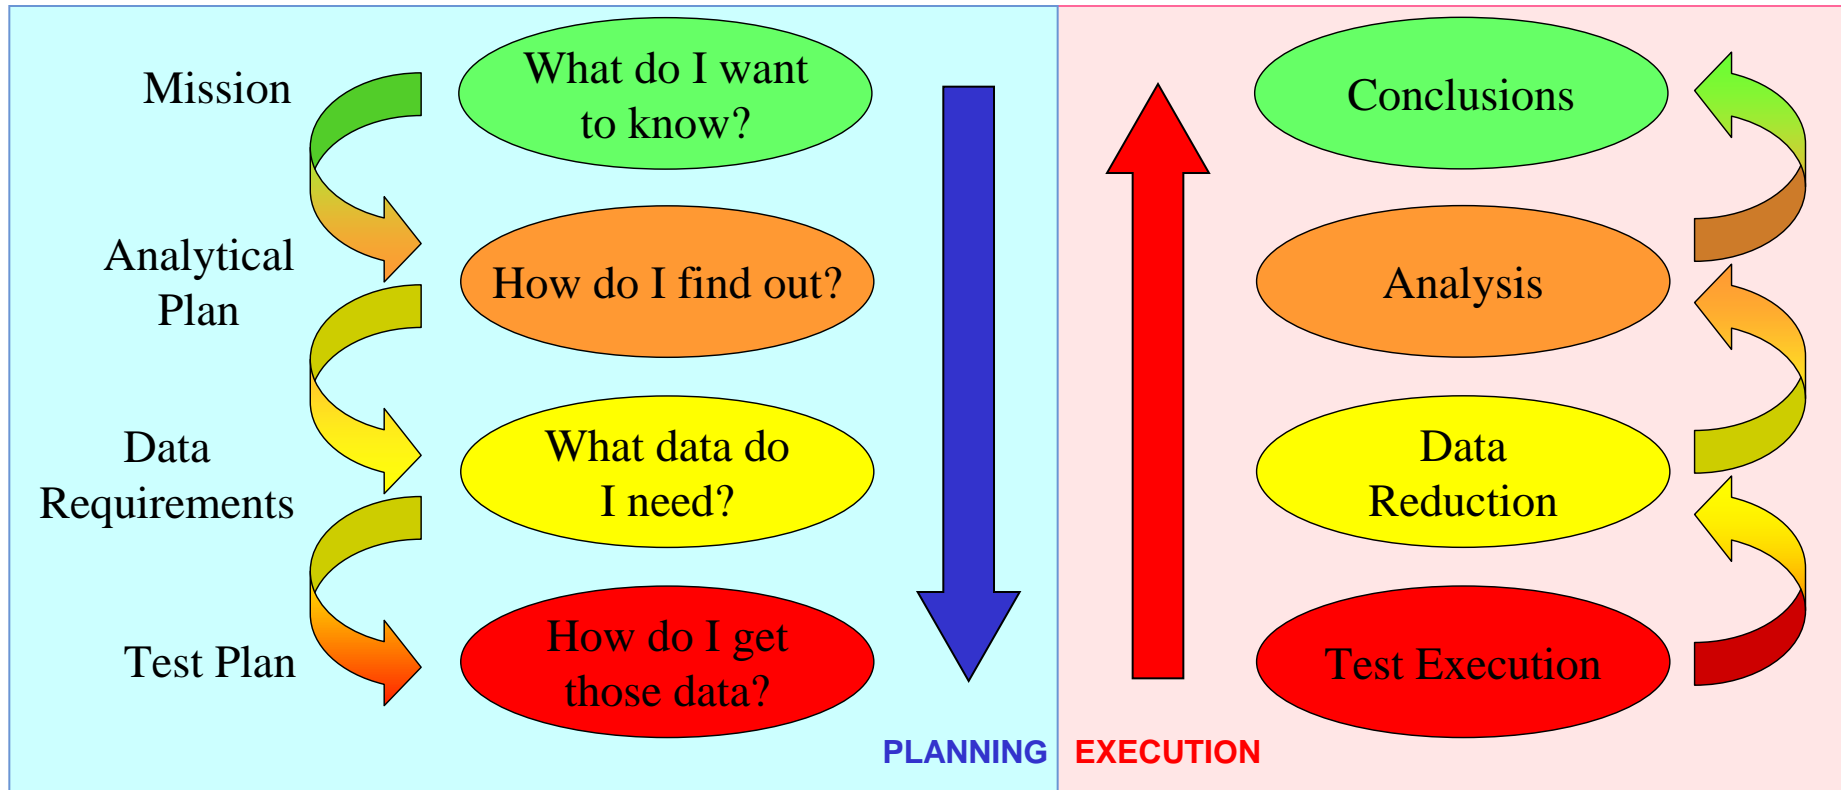 Mission
What do I want
to know?
Analytical
Plan
How do I find out?
Data
Requirements
What data do
I need?
Test Plan
How do I get
those data?
PLANNING
Conclusions
Analysis
Data
Reduction
Test Execution
EXECUTION